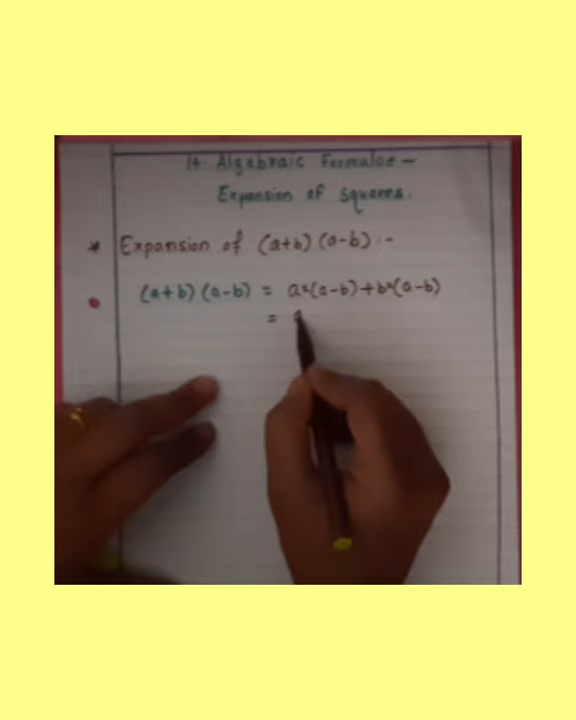 14. Algebraic Formulae –
Expansion of Squares.
* Expansion of (a+b) (a-b) :-
(a+b) (a-b) = a×(a-b)+b×(a-b)
=